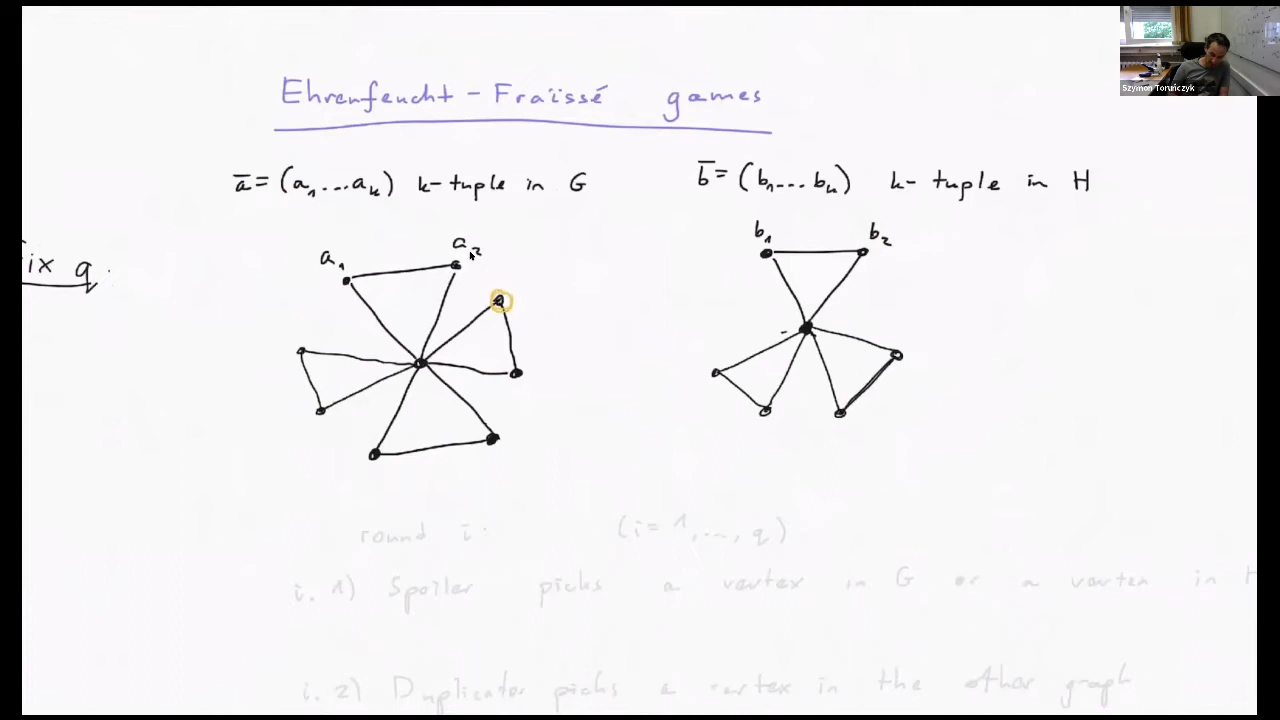 Szymon Toruńczyk
Ehrenfeucht - Fraïssé games
ā = (a₁ ... aₖ) k-tuple in G
b̄ = (b₁ ... bₖ) k-tuple in H
a₁
a₂
b₁
b₂
ix q.
round i: (i = 1, ..., q)
i. 1) Spoiler picks a vertex in G or a vertex in H
i. 2) Duplicator picks a vertex in the other graph